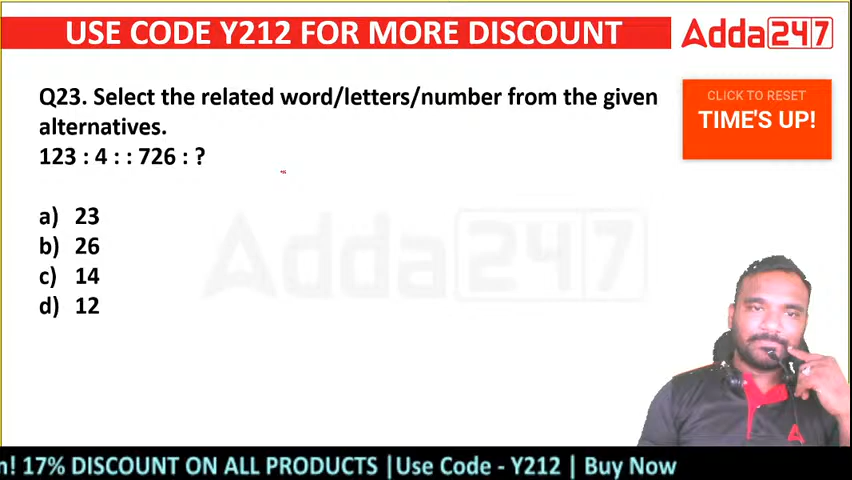 USE CODE Y212 FOR MORE DISCOUNT
Adda247
Q23. Select the related word/letters/number from the given
alternatives.
123 : 4 : : 726 : ?
a) 23
b) 26
c) 14
d) 12
CLICK TO RESET
TIME'S UP!
Adda247
n! 17% DISCOUNT ON ALL PRODUCTS |Use Code - Y212 | Buy Now